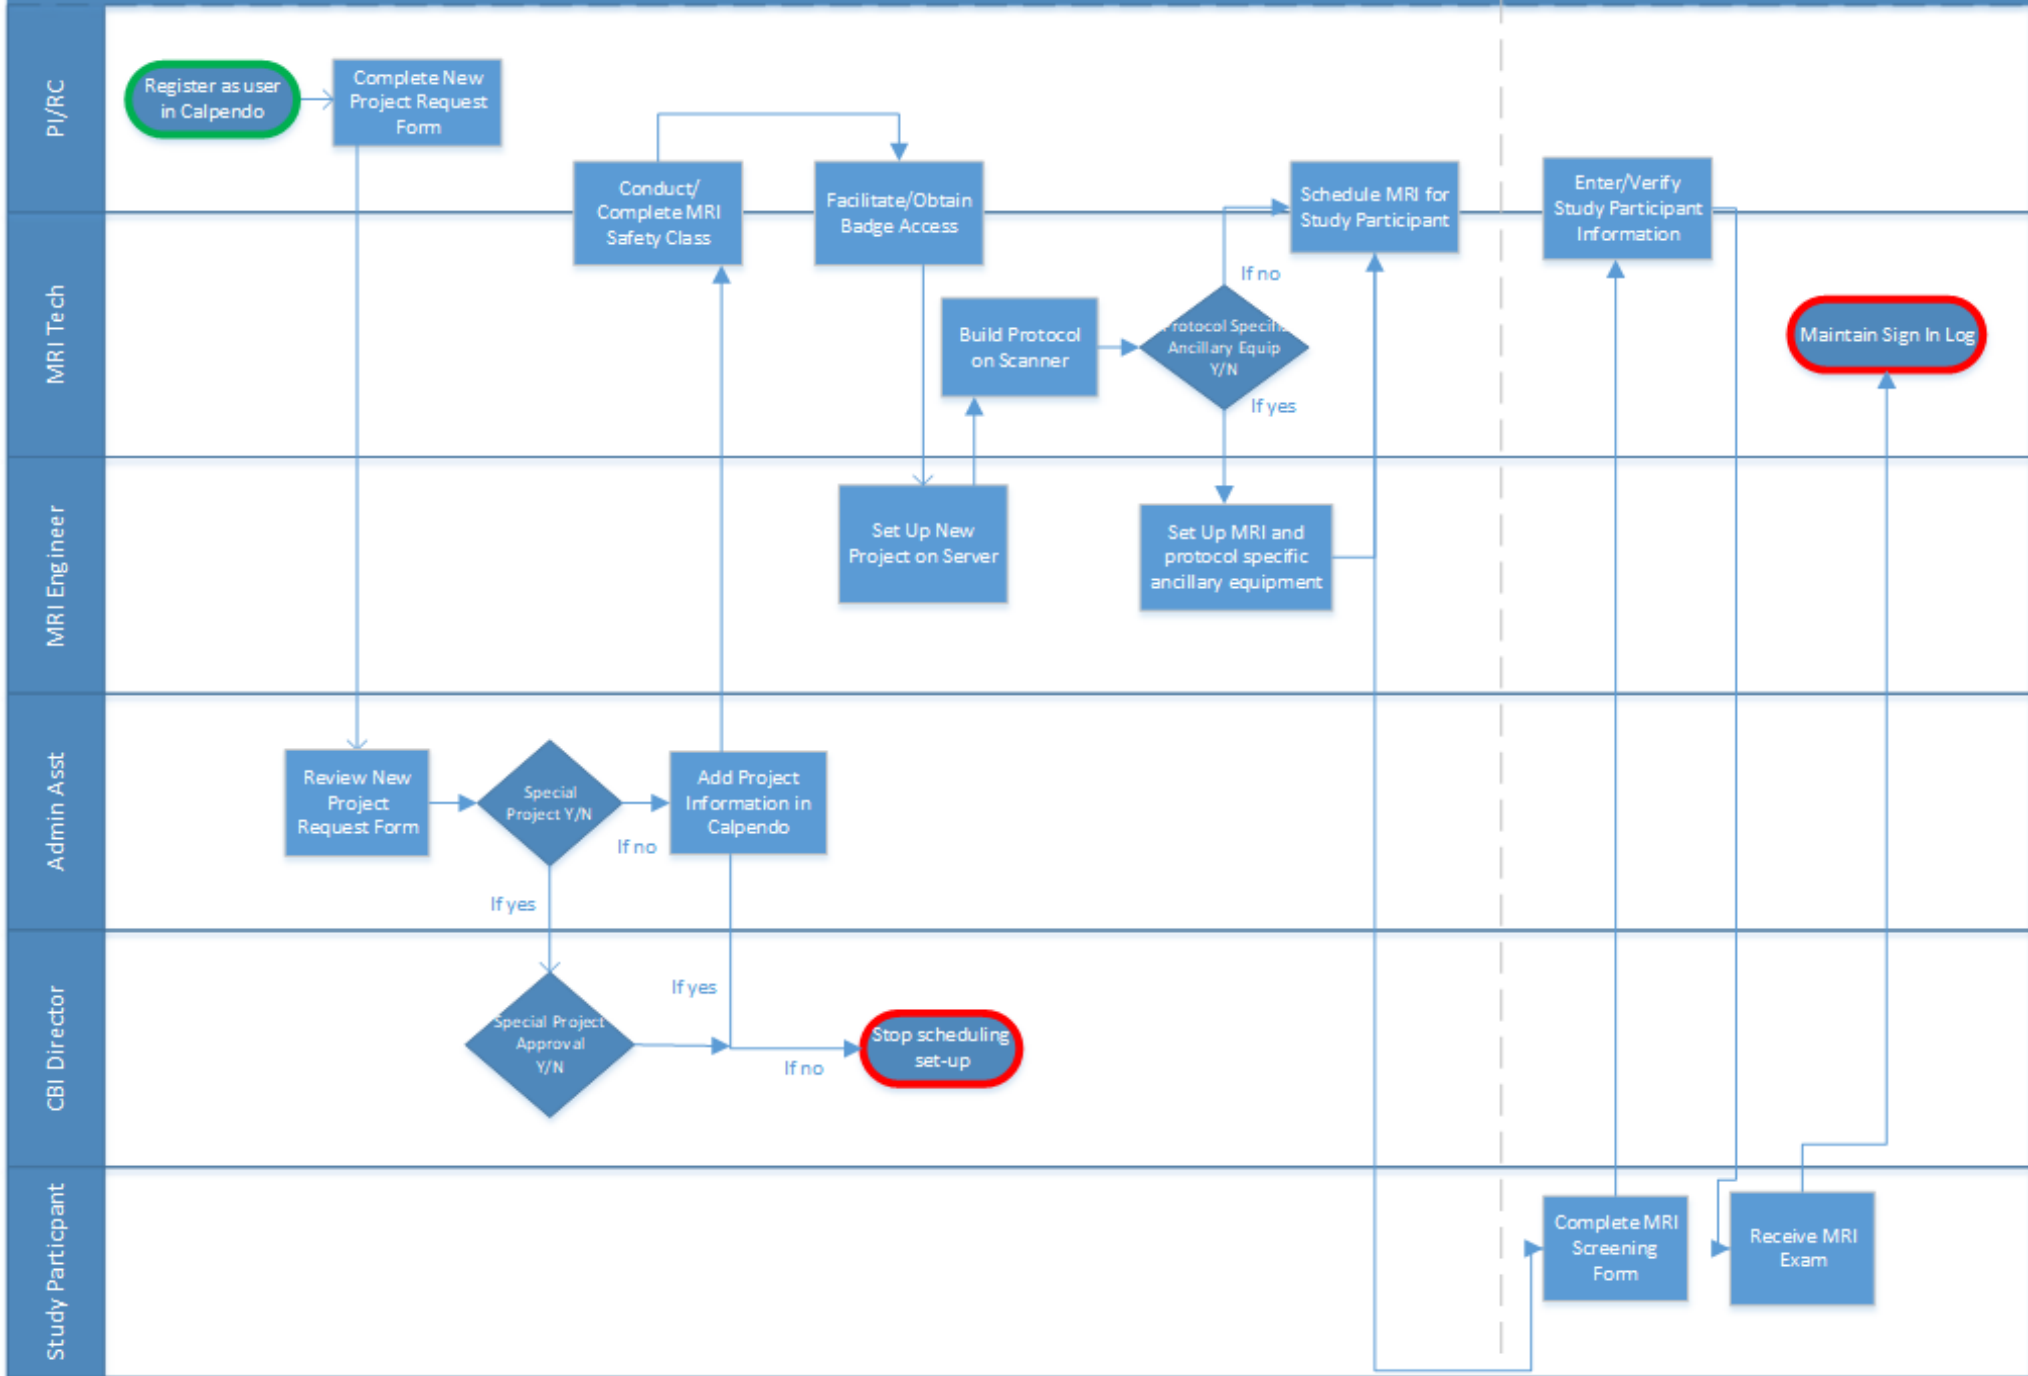 PI/RC
Register as user
in Calpendo
Complete New
Project Request
Form
Conduct/
Complete MRI
Safety Class
Facilitate/Obtain
Badge Access
Schedule MRI for
Study Participant
Enter/Verify
Study Participant
Information
MRI Tech
Build Protocol
on Scanner
If no
rotocol Specifi
Ancillary Equip
Y/N
If yes
Maintain Sign In Log
MRI Engineer
Set Up New
Project on Server
Set Up MRI and
protocol specific
ancillary equipment
Admin Asst
Review New
Project
Request Form
Special
Project Y/N
If no
If yes
Add Project
Information in
Calpendo
CBI Director
Special Project
Approval
Y/N
If yes
If no
Stop scheduling
set-up
Study Particpant
Complete MRI
Screening
Form
Receive MRI
Exam